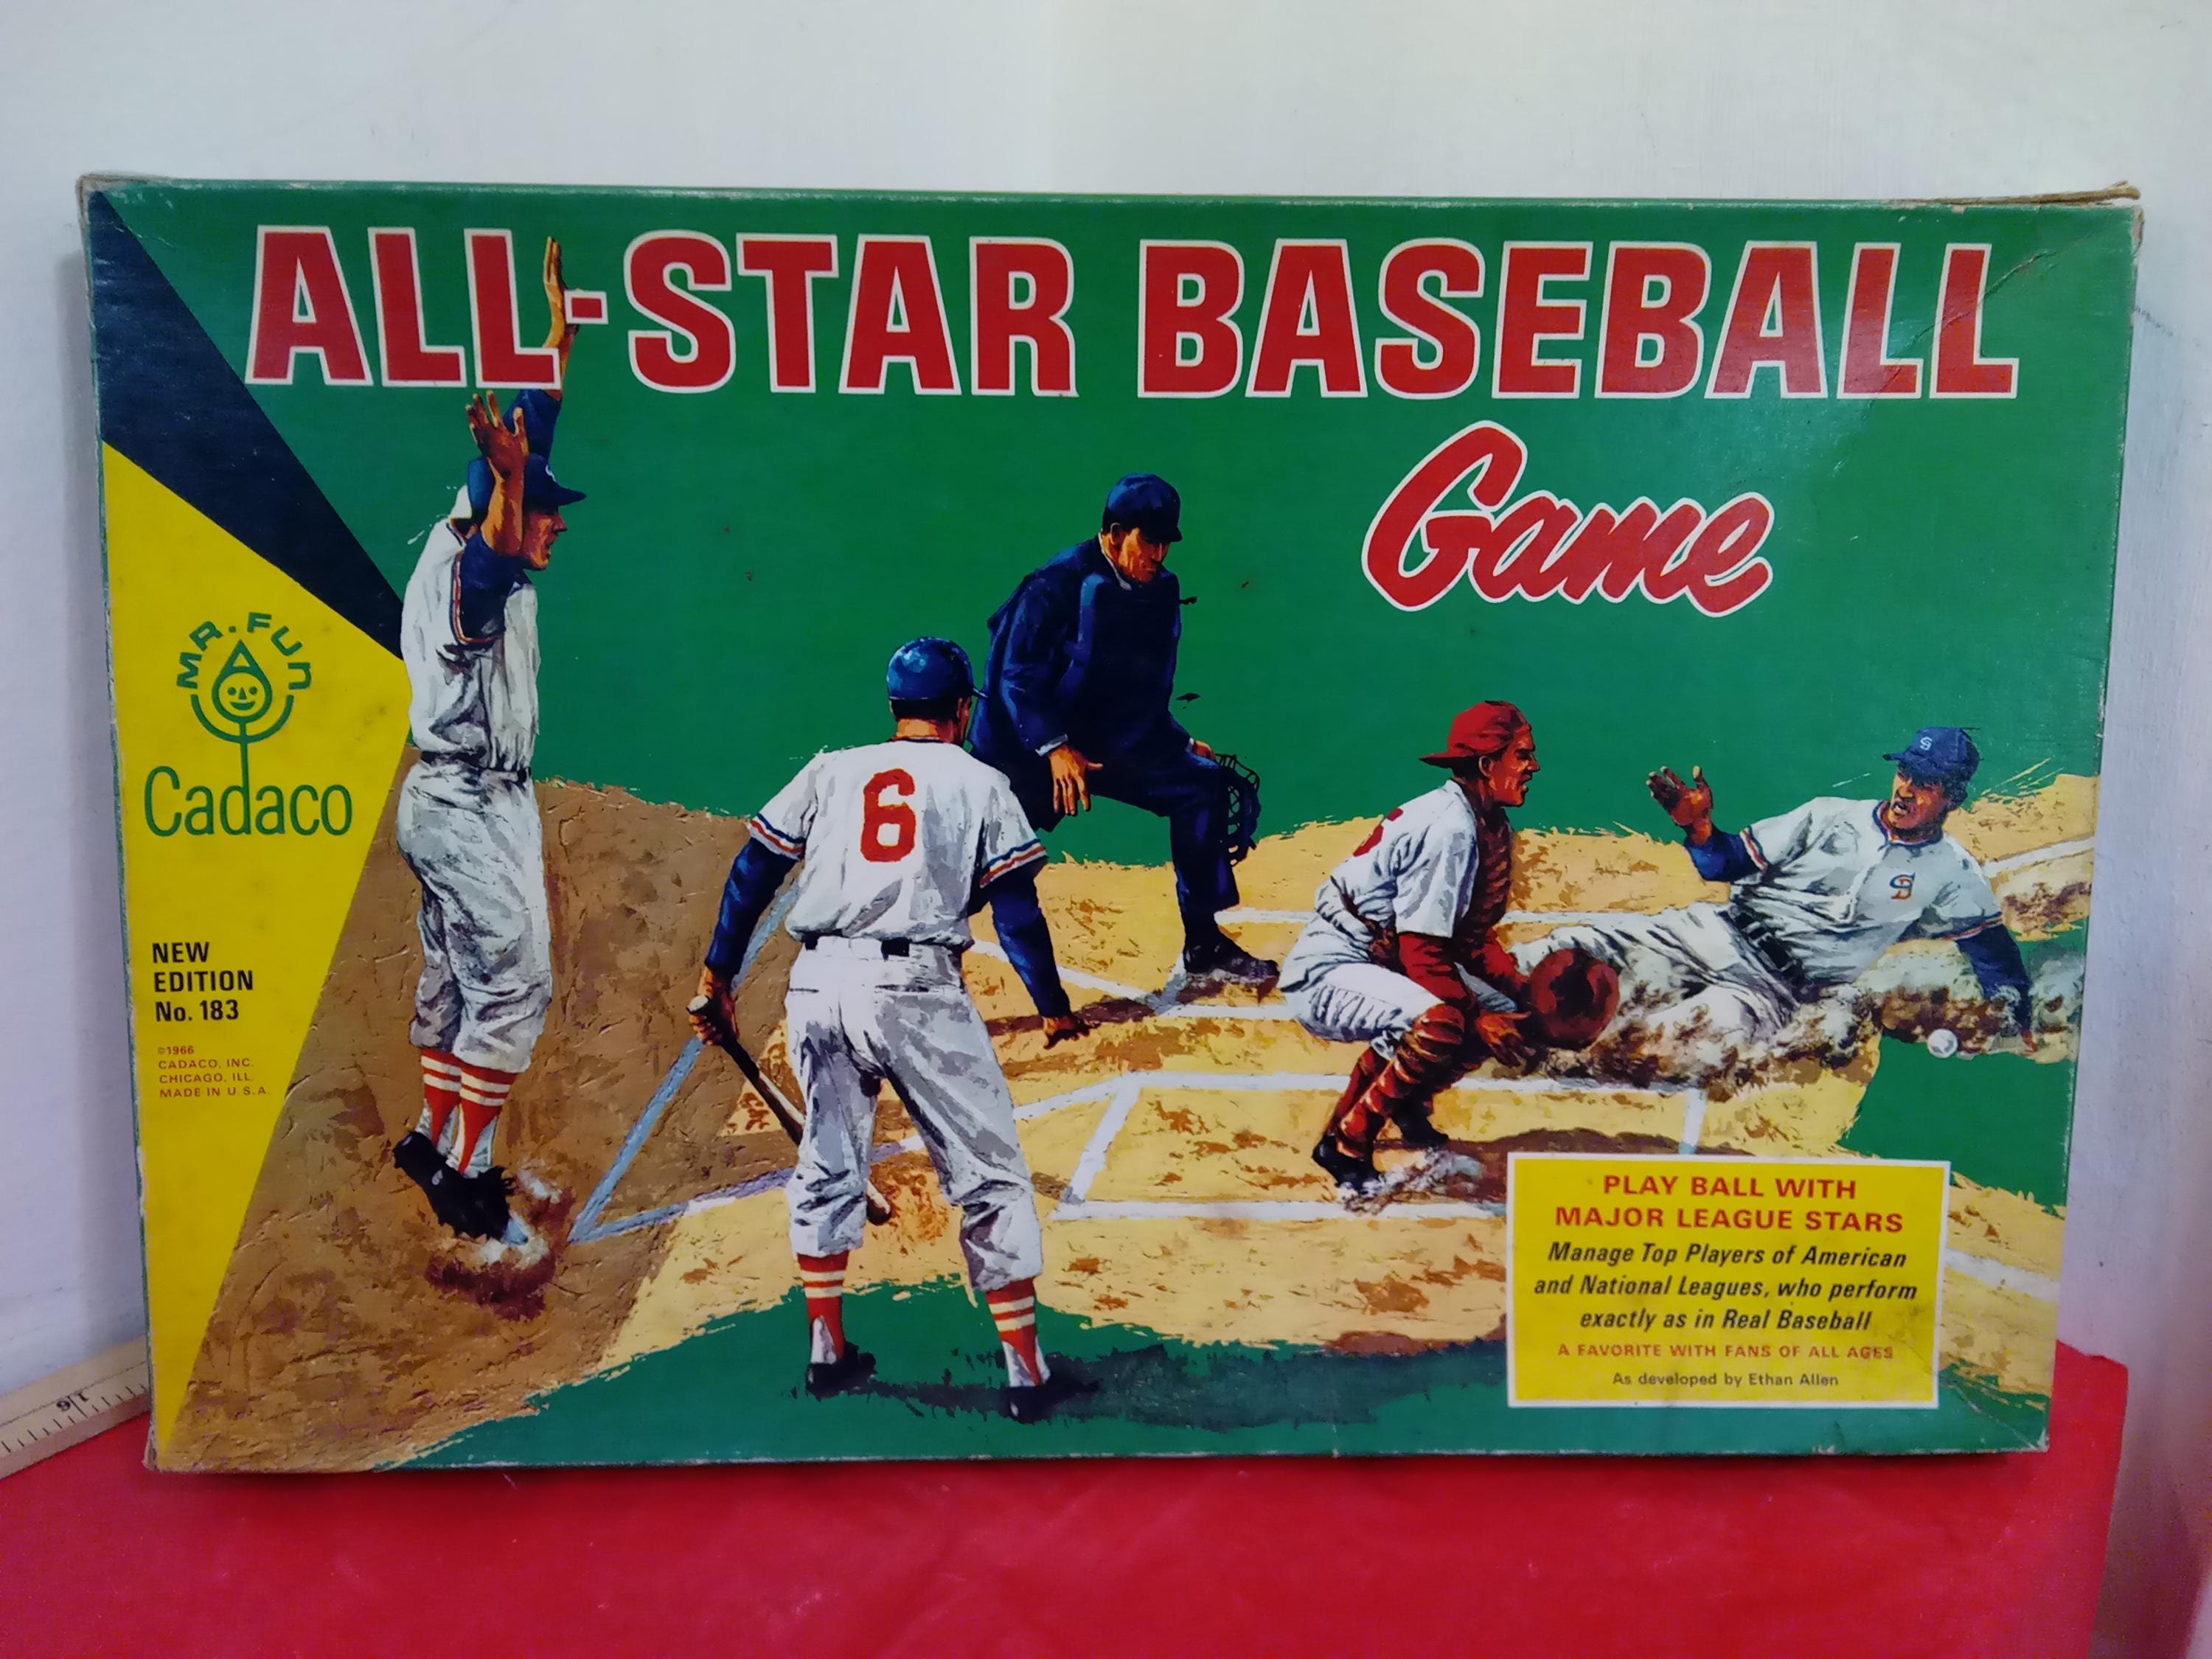 ALL-STAR BASEBALL
Game
MR. FUN
Cadaco
NEW
EDITION
No. 183
©1966
CADACO, INC.
CHICAGO, ILL.
MADE IN U.S.A.
6
S
S
PLAY BALL WITH
MAJOR LEAGUE STARS
Manage Top Players of American
and National Leagues, who perform
exactly as in Real Baseball
A FAVORITE WITH FANS OF ALL AGES
As developed by Ethan Allen